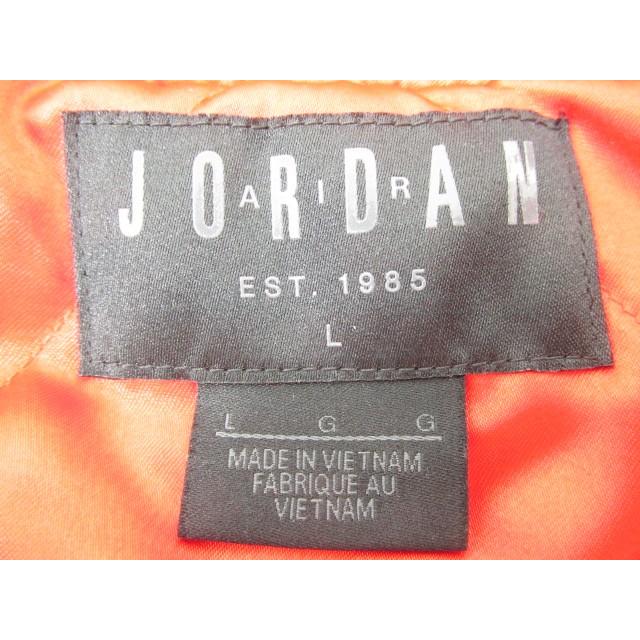 JORDAN
AIR
EST. 1985
L
L G G
MADE IN VIETNAM
FABRIQUE AU
VIETNAM